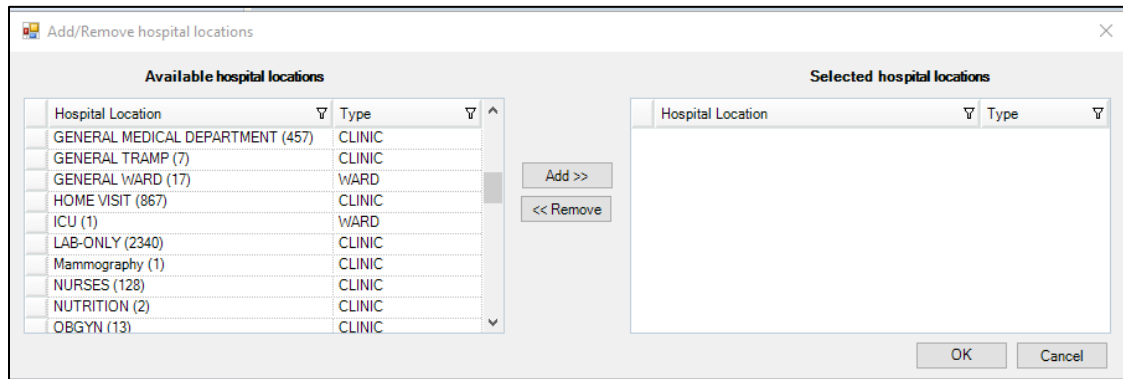 Add/Remove hospital locations
Available hospital locations
Selected hospital locations
Hospital Location Type
Hospital Location Type
GENERAL MEDICAL DEPARTMENT (457) CLINIC
GENERAL TRAMP (7) CLINIC
GENERAL WARD (17) WARD
HOME VISIT (867) CLINIC
ICU (1) WARD
LAB-ONLY (2340) CLINIC
Mammography (1) CLINIC
NURSES (128) CLINIC
NUTRITION (2) CLINIC
OBGYN (13) CLINIC
Add >>
<< Remove
OK
Cancel